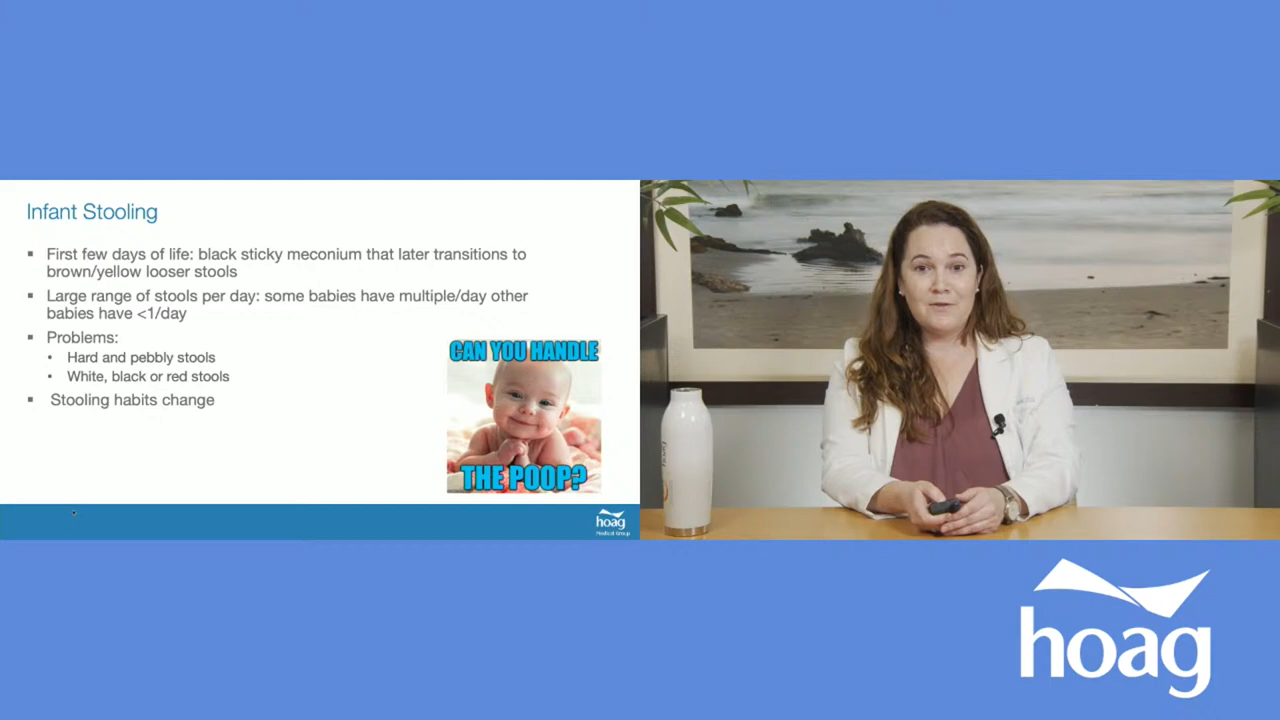 Infant Stooling
▪ First few days of life: black sticky meconium that later transitions to
brown/yellow looser stools
▪ Large range of stools per day: some babies have multiple/day other
babies have <1/day
▪ Problems:
• Hard and pebbly stools
• White, black or red stools
▪ Stooling habits change
CAN YOU HANDLE
THE POOP?
hoag
Medical Group
hoag